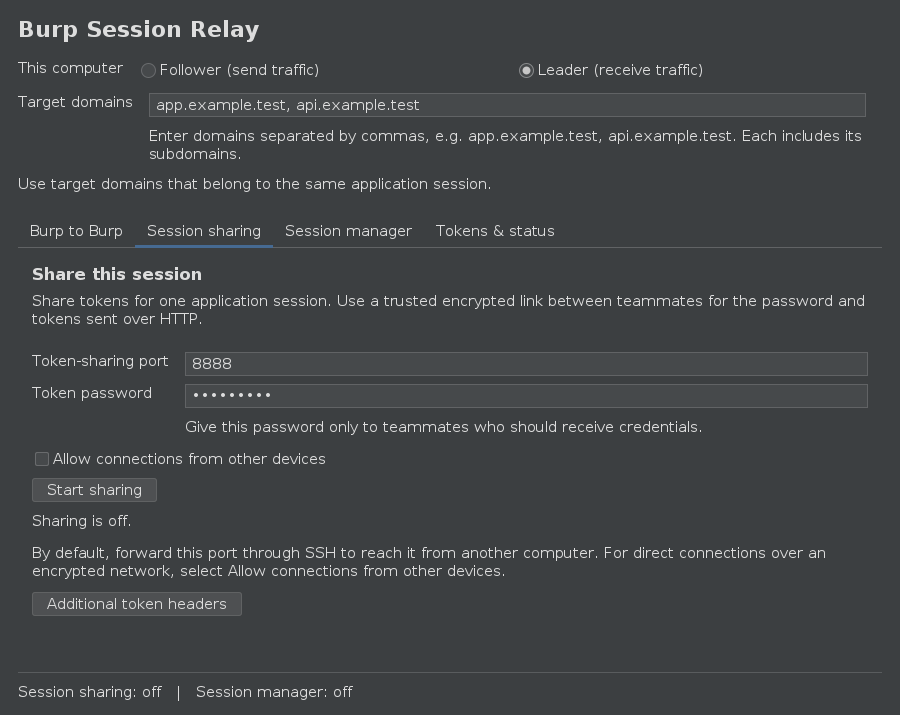 Burp Session Relay
This computer
Follower (send traffic)
Leader (receive traffic)
Target domains
app.example.test, api.example.test
Enter domains separated by commas, e.g. app.example.test, api.example.test. Each includes its
subdomains.
Use target domains that belong to the same application session.
Burp to Burp
Session sharing
Session manager
Tokens & status
Share this session
Share tokens for one application session. Use a trusted encrypted link between teammates for the password and
tokens sent over HTTP.
Token-sharing port
8888
Token password
•••••••••
Give this password only to teammates who should receive credentials.
Allow connections from other devices
Start sharing
Sharing is off.
By default, forward this port through SSH to reach it from another computer. For direct connections over an
encrypted network, select Allow connections from other devices.
Additional token headers
Session sharing: off | Session manager: off